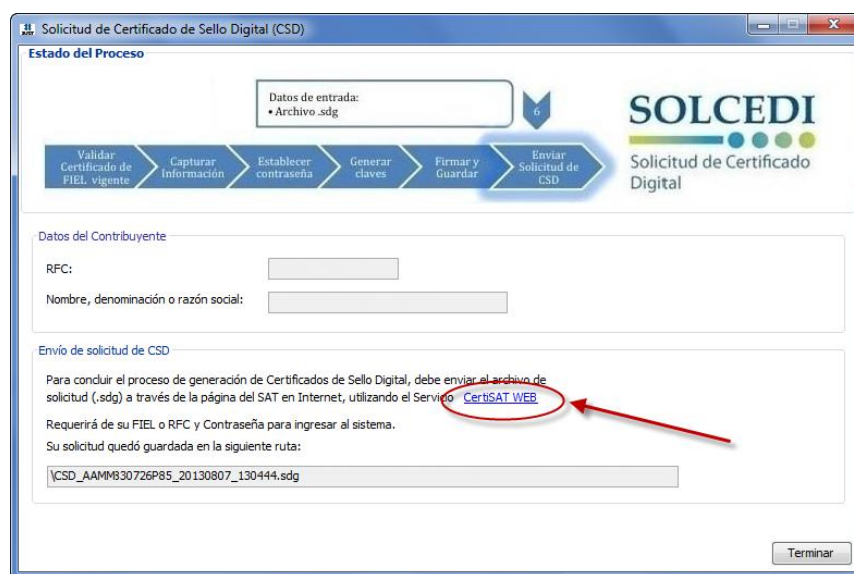 Solicitud de Certificado de Sello Digital (CSD)
Estado del Proceso
Datos de entrada:
• Archivo .sdg
6
Validar
Certificado de
FIEL vigente
Capturar
Información
Establecer
contraseña
Generar
claves
Firmar y
Guardar
Enviar
Solicitud de
CSD
SOLCEDI
Solicitud de Certificado
Digital
Datos del Contribuyente
RFC:
Nombre, denominación o razón social:
Envío de solicitud de CSD
Para concluir el proceso de generación de Certificados de Sello Digital, debe enviar el archivo de
solicitud (.sdg) a través de la página del SAT en Internet, utilizando el Servicio CertiSAT WEB
Requerirá de su FIEL o RFC y Contraseña para ingresar al sistema.
Su solicitud quedó guardada en la siguiente ruta:
\CSD_AAMM830726P85_20130807_130444.sdg
Terminar